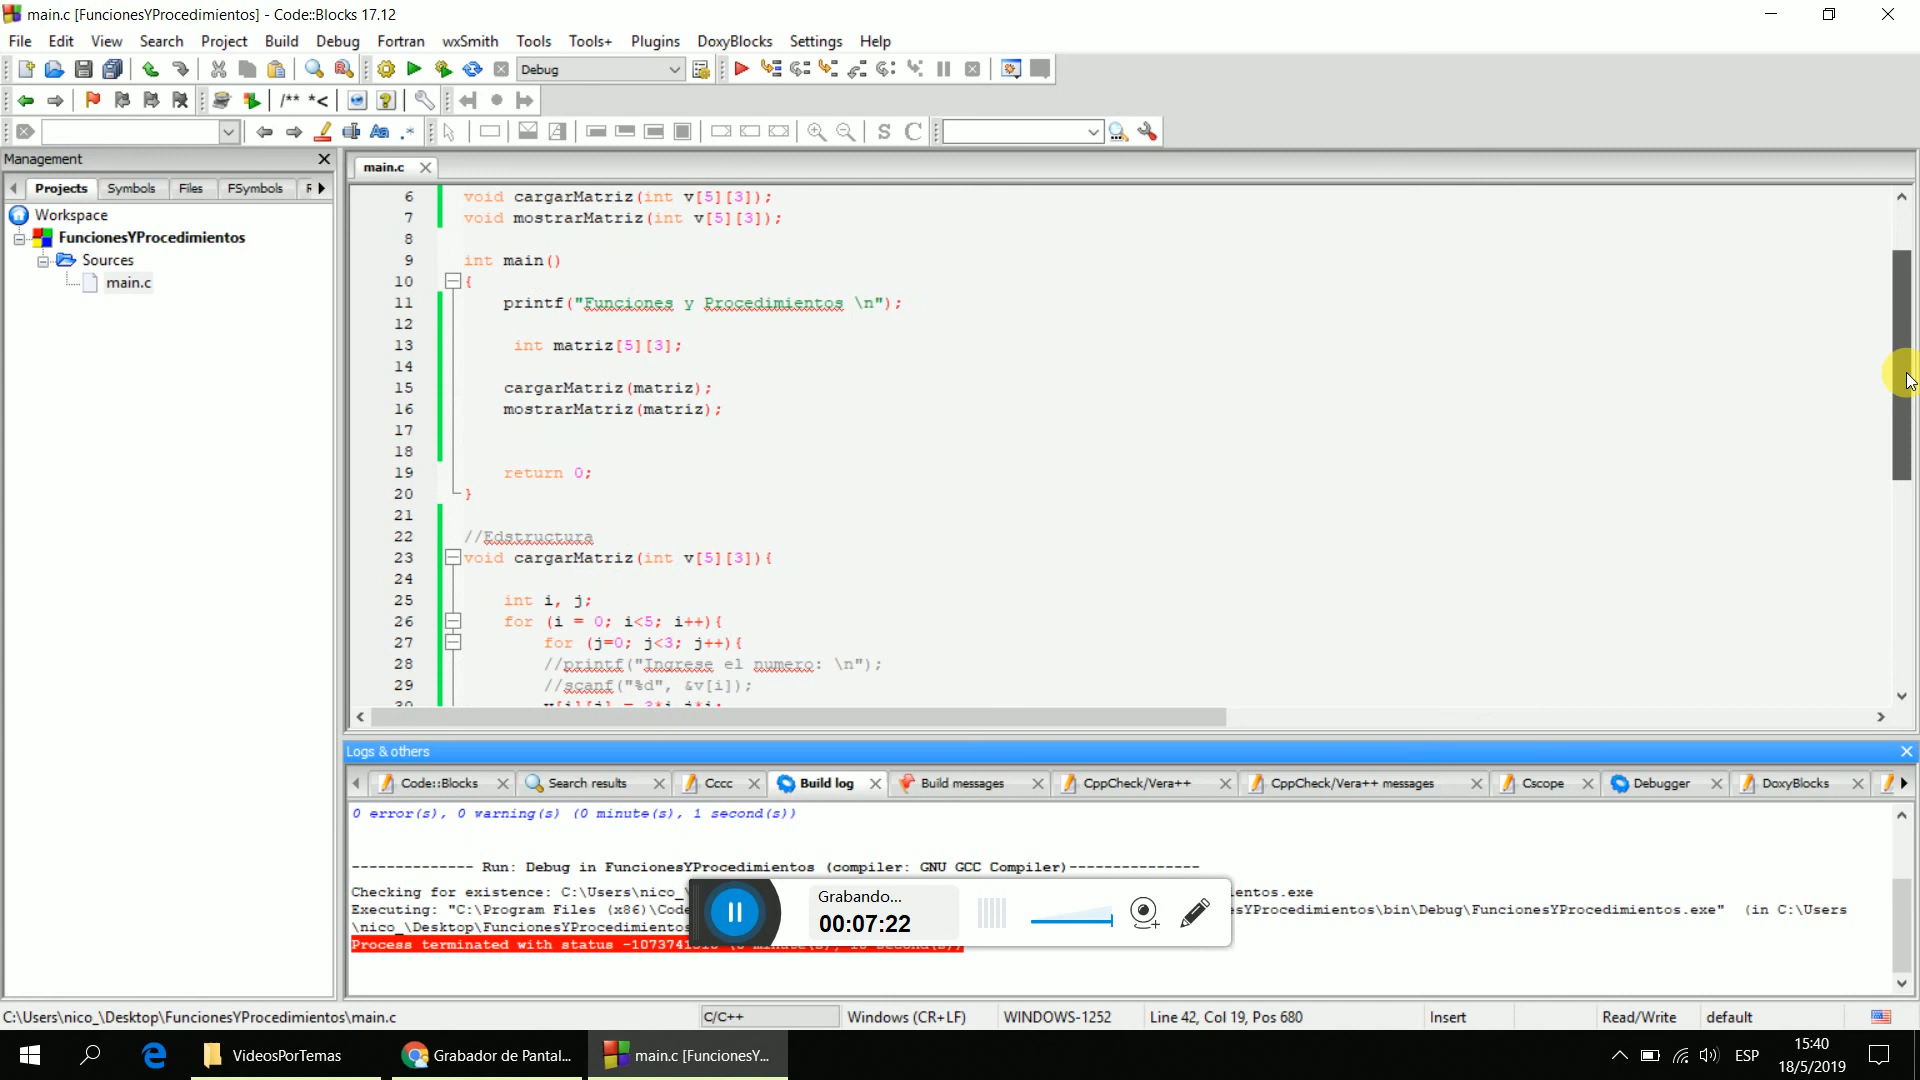 main.c [FuncionesYProcedimientos] - Code::Blocks 17.12
File Edit View Search Project Build Debug Fortran wxSmith Tools Tools+ Plugins DoxyBlocks Settings Help
Debug
/** *<
Management
Projects Symbols Files FSymbols
Workspace
FuncionesYProcedimientos
Sources
main.c
main.c
6 void cargarMatriz(int v[5][3]);
7 void mostrarMatriz(int v[5][3]);
8
9 int main()
10 {
11 printf("Funciones y Procedimientos \n");
12
13 int matriz[5][3];
14
15 cargarMatriz(matriz);
16 mostrarMatriz(matriz);
17
18
19 return 0;
20 }
21
22 //Edstructura
23 void cargarMatriz(int v[5][3]){
24
25 int i, j;
26 for (i = 0; i<5; i++){
27 for (j=0; j<3; j++){
28 //printf("Ingrese el numero: \n");
29 //scanf("%d", &v[i]);
Logs & others
Code::Blocks Search results Cccc Build log Build messages CppCheck/Vera++ CppCheck/Vera++ messages Cscope Debugger DoxyBlocks
0 error(s), 0 warning(s) (0 minute(s), 1 second(s))
-------------- Run: Debug in FuncionesYProcedimientos (compiler: GNU GCC Compiler)---------------
Checking for existence: C:\Users\nico_\ entos.exe
Executing: "C:\Program Files (x86)\Code sYProcedimientos\bin\Debug\FuncionesYProcedimientos.exe" (in C:\Users
\nico_\Desktop\FuncionesYProcedimientos
Process terminated with status -1073741
Grabando...
00:07:22
C:\Users\nico_\Desktop\FuncionesYProcedimientos\main.c C/C++ Windows (CR+LF) WINDOWS-1252 Line 42, Col 19, Pos 680 Insert Read/Write default
VideosPorTemas
Grabador de Pantal...
main.c [FuncionesY...
ESP
15:40
18/5/2019